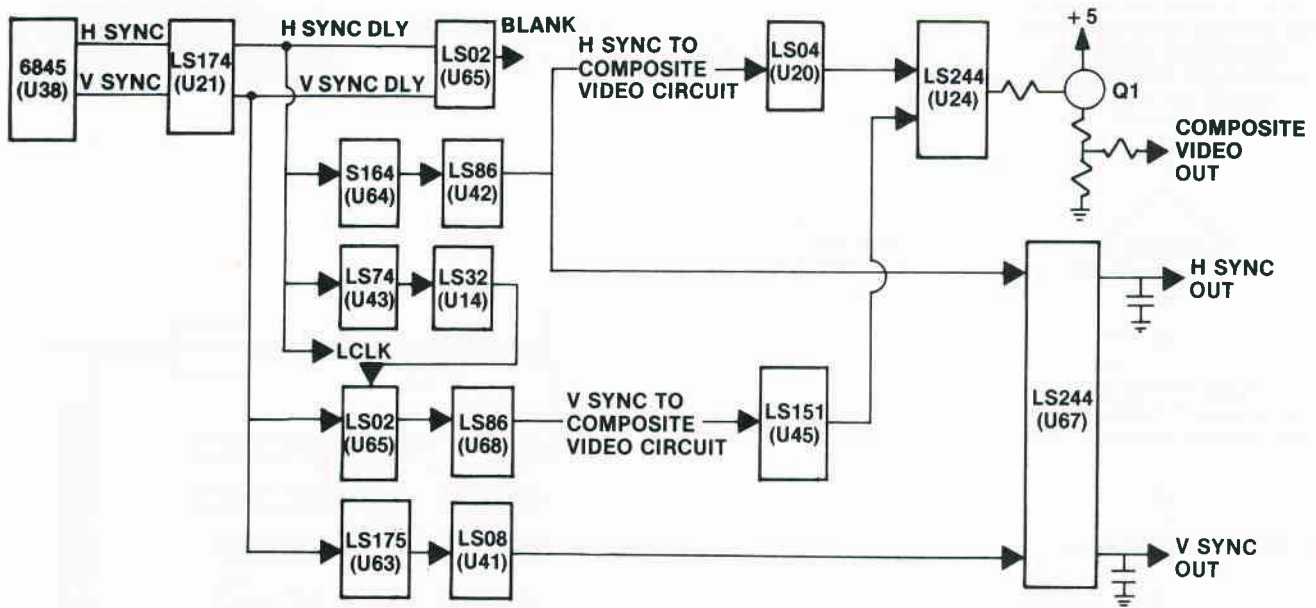 H SYNC
V SYNC
6845
(U38)
LS174
(U21)
H SYNC DLY
V SYNC DLY
LS02
(U65)
BLANK
H SYNC TO
COMPOSITE
VIDEO CIRCUIT
LS04
(U20)
LS244
(U24)
+ 5
Q1
COMPOSITE
VIDEO
OUT
S164
(U64)
LS86
(U42)
LS74
(U43)
LS32
(U14)
LCLK
LS02
(U65)
LS86
(U68)
V SYNC TO
COMPOSITE
VIDEO CIRCUIT
LS151
(U45)
LS244
(U67)
H SYNC
OUT
LS175
(U63)
LS08
(U41)
V SYNC
OUT